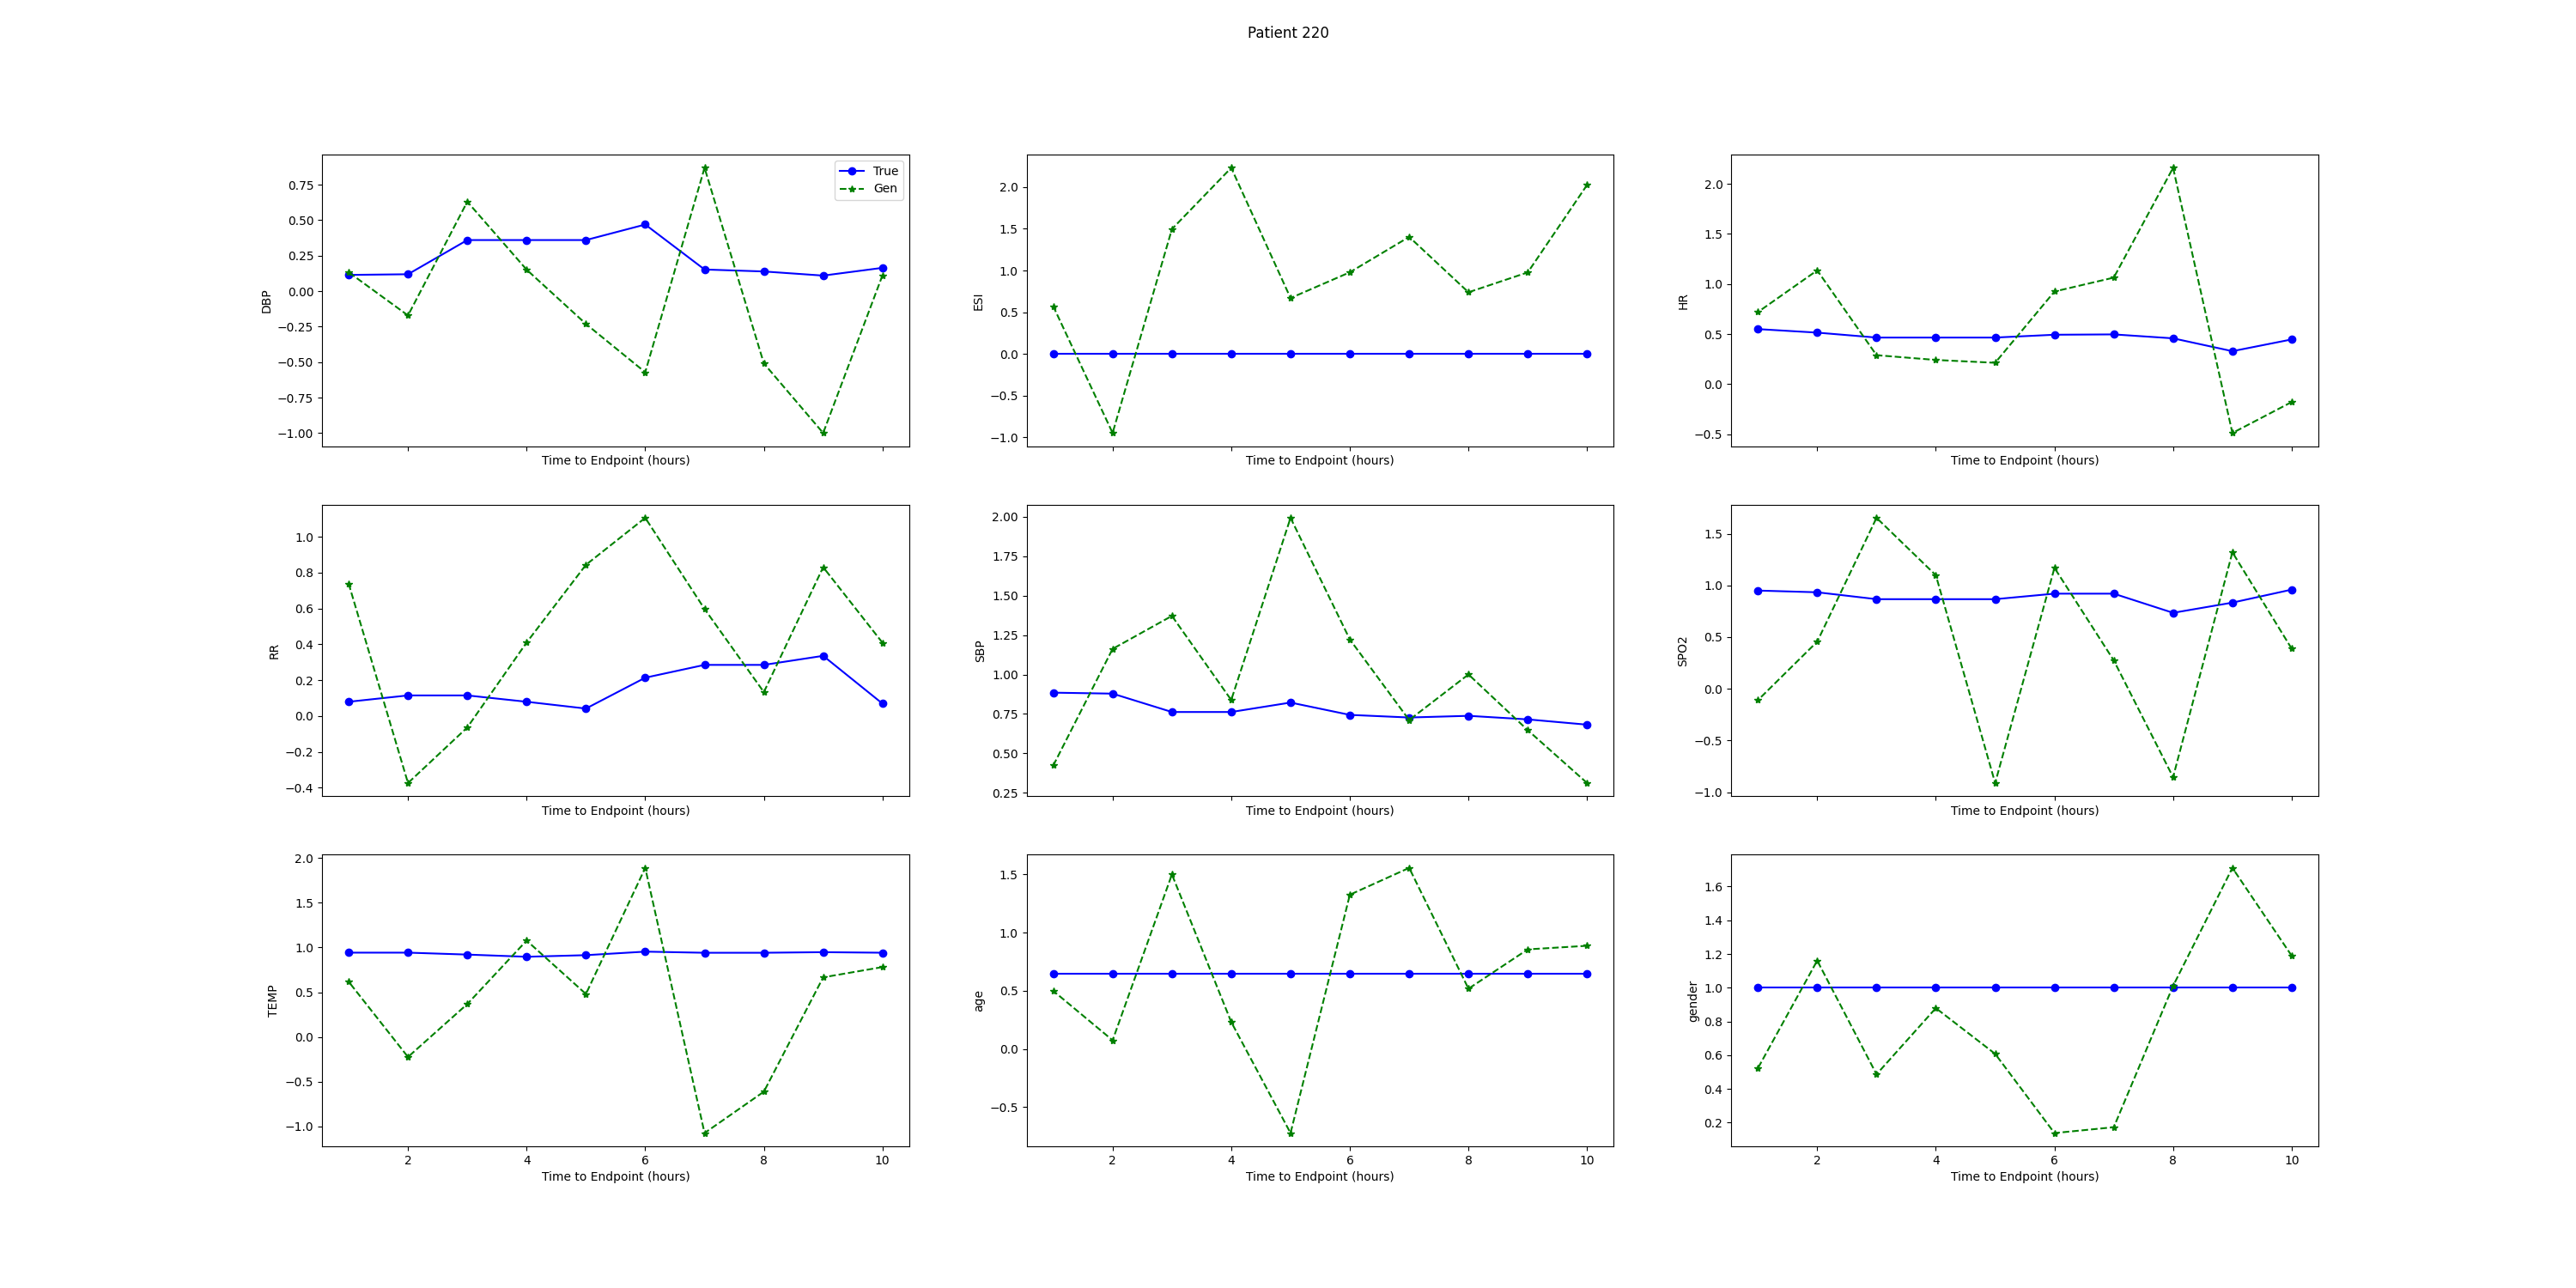 Patient 220
True
Gen
0.75
0.50
0.25
0.00
−0.25
−0.50
−0.75
−1.00
DBP
Time to Endpoint (hours)
2.0
1.5
1.0
0.5
0.0
−0.5
−1.0
ESI
Time to Endpoint (hours)
2.0
1.5
1.0
0.5
0.0
−0.5
HR
Time to Endpoint (hours)
1.0
0.8
0.6
0.4
0.2
0.0
−0.2
−0.4
RR
Time to Endpoint (hours)
2.00
1.75
1.50
1.25
1.00
0.75
0.50
0.25
SBP
Time to Endpoint (hours)
1.5
1.0
0.5
0.0
−0.5
−1.0
SPO2
Time to Endpoint (hours)
2.0
1.5
1.0
0.5
0.0
−0.5
−1.0
TEMP
2 4 6 8 10
Time to Endpoint (hours)
1.5
1.0
0.5
0.0
−0.5
age
2 4 6 8 10
Time to Endpoint (hours)
1.6
1.4
1.2
1.0
0.8
0.6
0.4
0.2
gender
2 4 6 8 10
Time to Endpoint (hours)